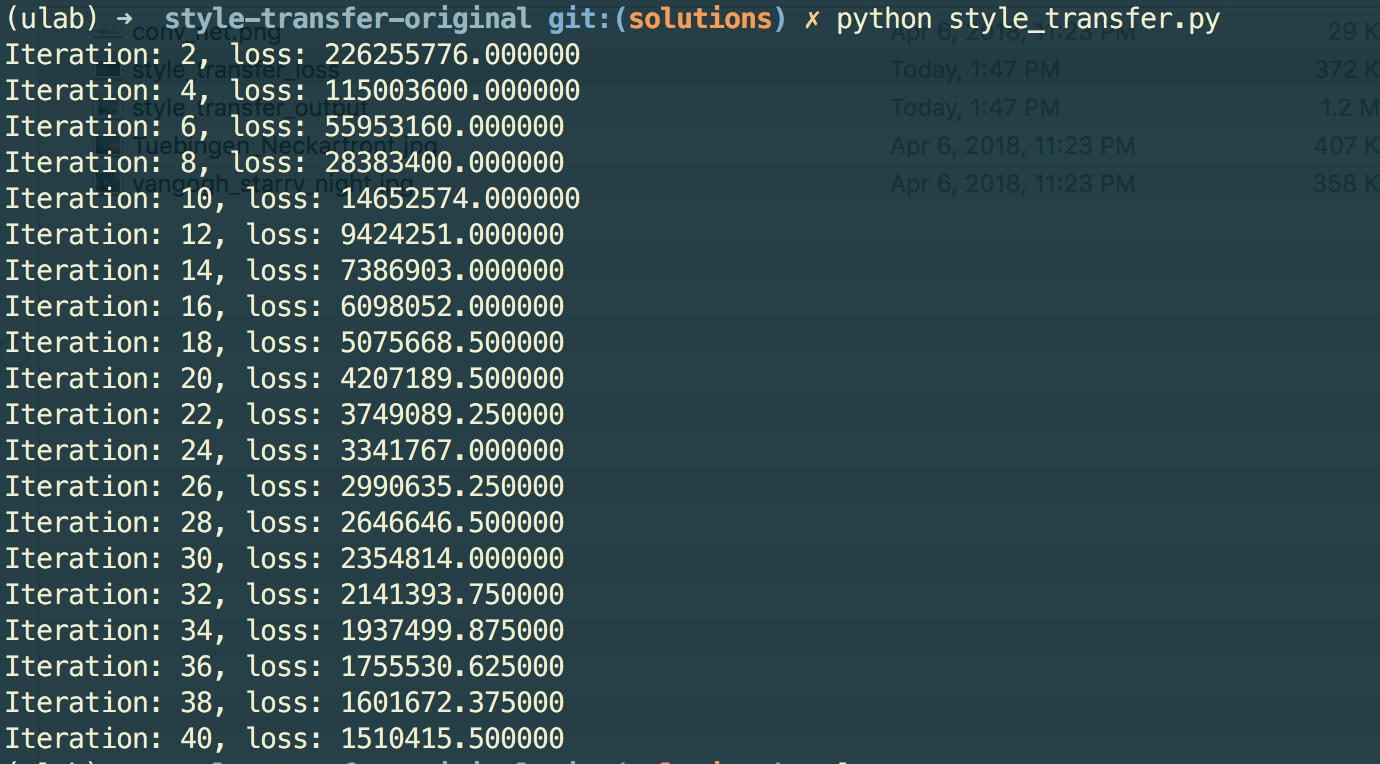 (ulab) ➜ style-transfer-original git:(solutions) ✗ python style_transfer.py
conv_net.png Apr 6, 2018, 11:23 PM 29 K
Iteration: 2, loss: 226255776.000000
style_transfer_loss Today, 1:47 PM 372 K
Iteration: 4, loss: 115003600.000000
style_transfer_output Today, 1:47 PM 1.2 M
Iteration: 6, loss: 55953160.000000
Tuebingen_Neckarfront.jpg Apr 6, 2018, 11:23 PM 407 K
Iteration: 8, loss: 28383400.000000
vangogh_starry_night.jpg Apr 6, 2018, 11:23 PM 358 K
Iteration: 10, loss: 14652574.000000
Iteration: 12, loss: 9424251.000000
Iteration: 14, loss: 7386903.000000
Iteration: 16, loss: 6098052.000000
Iteration: 18, loss: 5075668.500000
Iteration: 20, loss: 4207189.500000
Iteration: 22, loss: 3749089.250000
Iteration: 24, loss: 3341767.000000
Iteration: 26, loss: 2990635.250000
Iteration: 28, loss: 2646646.500000
Iteration: 30, loss: 2354814.000000
Iteration: 32, loss: 2141393.750000
Iteration: 34, loss: 1937499.875000
Iteration: 36, loss: 1755530.625000
Iteration: 38, loss: 1601672.375000
Iteration: 40, loss: 1510415.500000